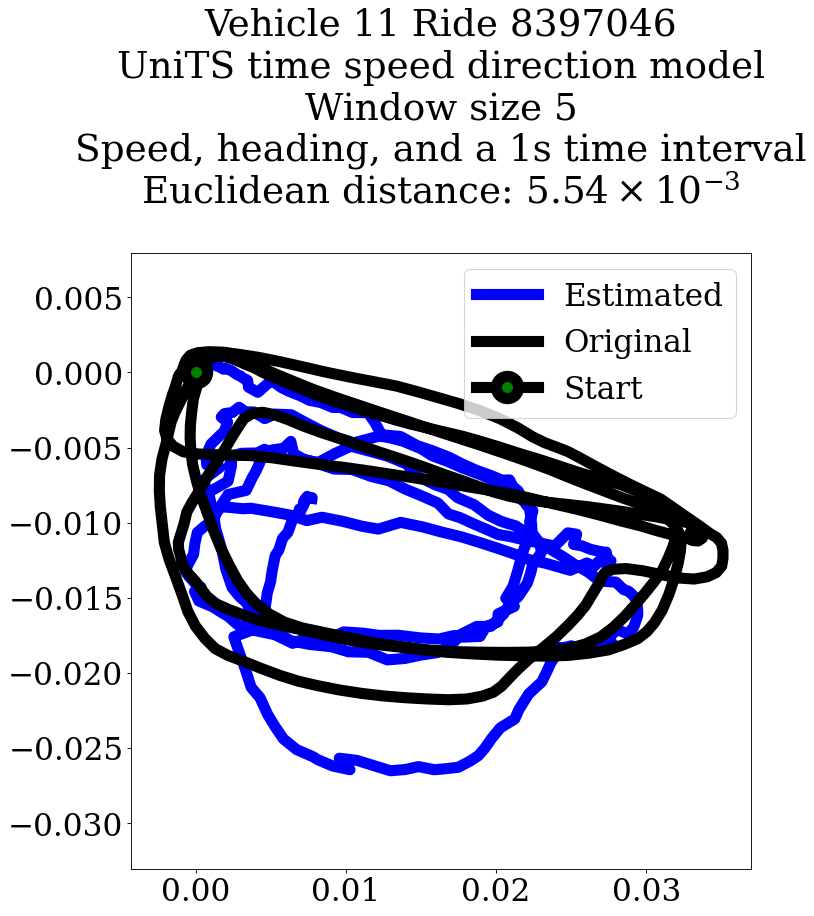 Vehicle 11 Ride 8397046
UniTS time speed direction model
Window size 5
Speed, heading, and a 1s time interval
Euclidean distance: 5.54 × 10⁻³
Estimated
Original
Start
0.005
0.000
−0.005
−0.010
−0.015
−0.020
−0.025
−0.030
0.00 0.01 0.02 0.03